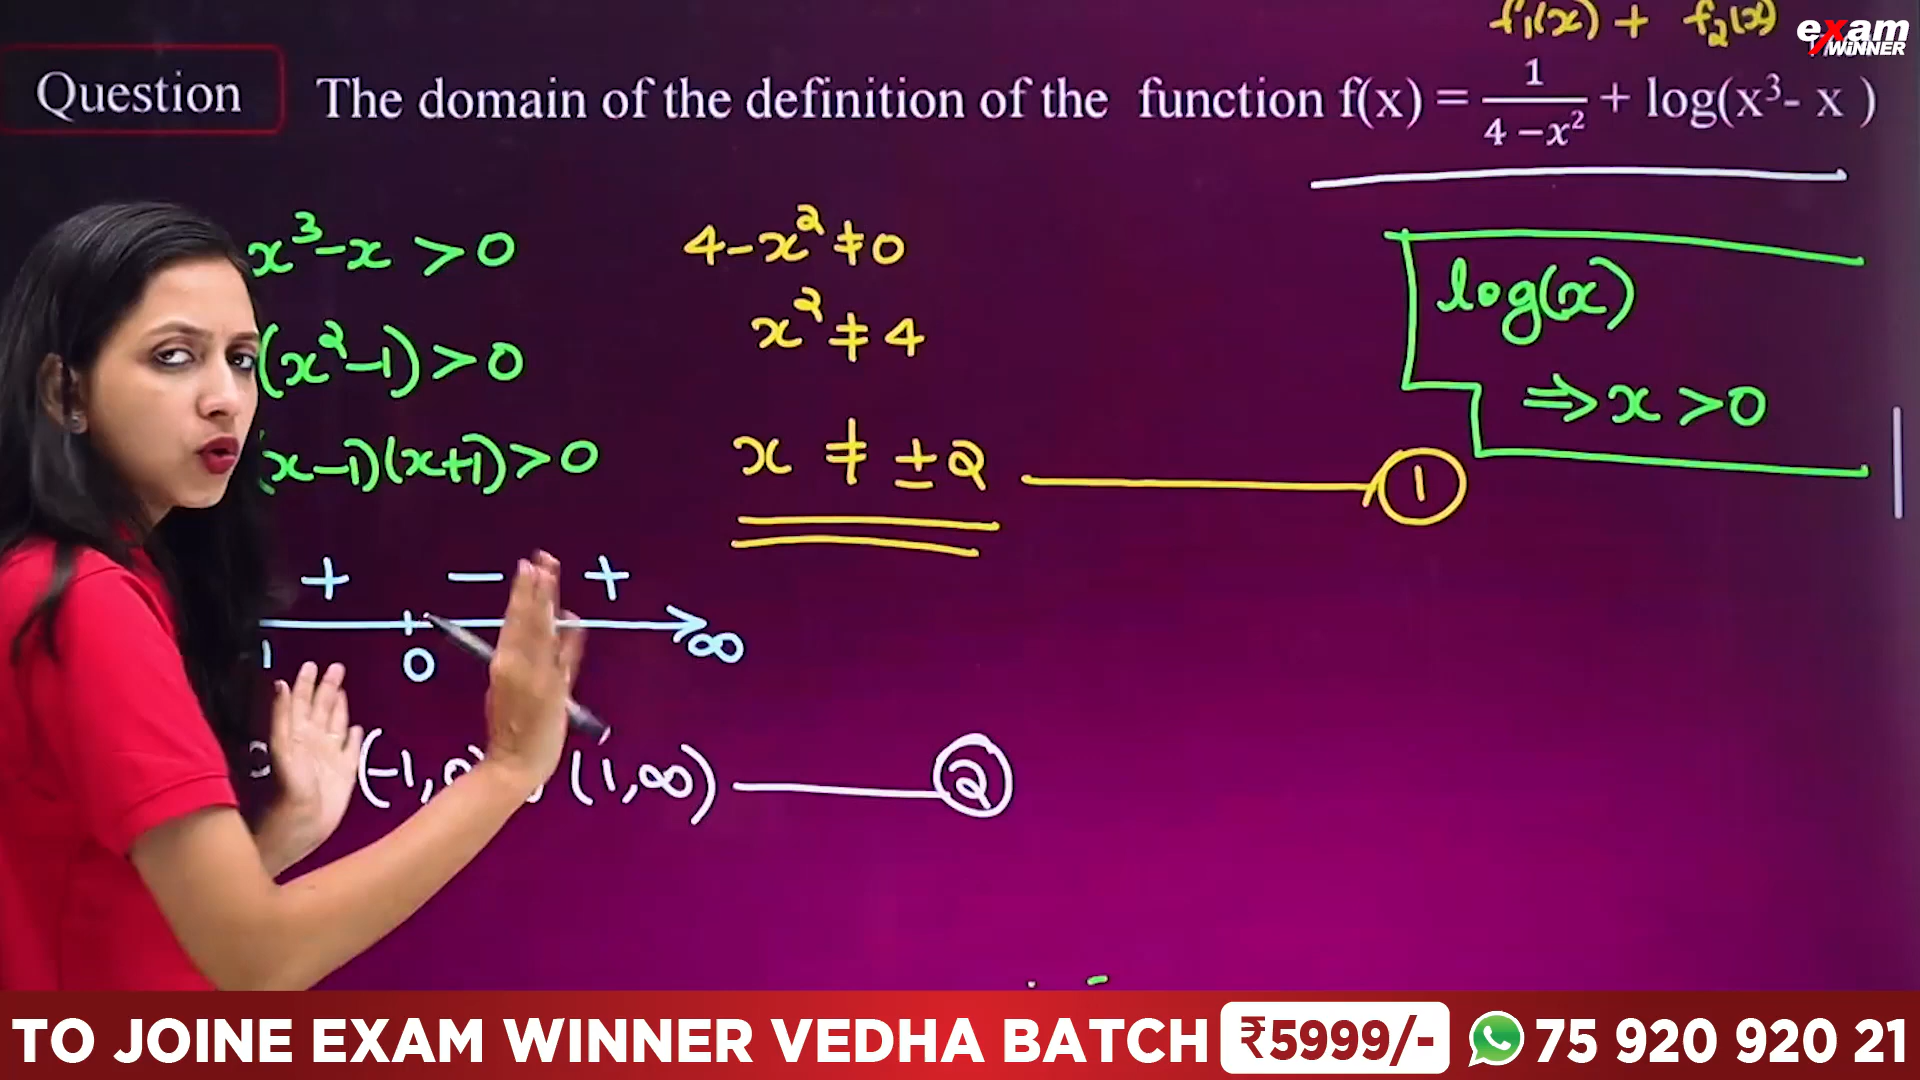 f₁(x) + f₂(x)
exam WINNER
Question The domain of the definition of the function f(x) = 1/(4 − x²) + log(x³- x )
x³-x > 0
4-x² ≠ 0
log(x)
(x²-1) > 0
x² ≠ 4
⇒ x > 0
(x-1)(x+1) > 0
x ≠ ±2 ① 
+ − +
1 0 ∞
(-1,0) (1,∞) ②
TO JOINE EXAM WINNER VEDHA BATCH ₹5999/- 75 920 920 21